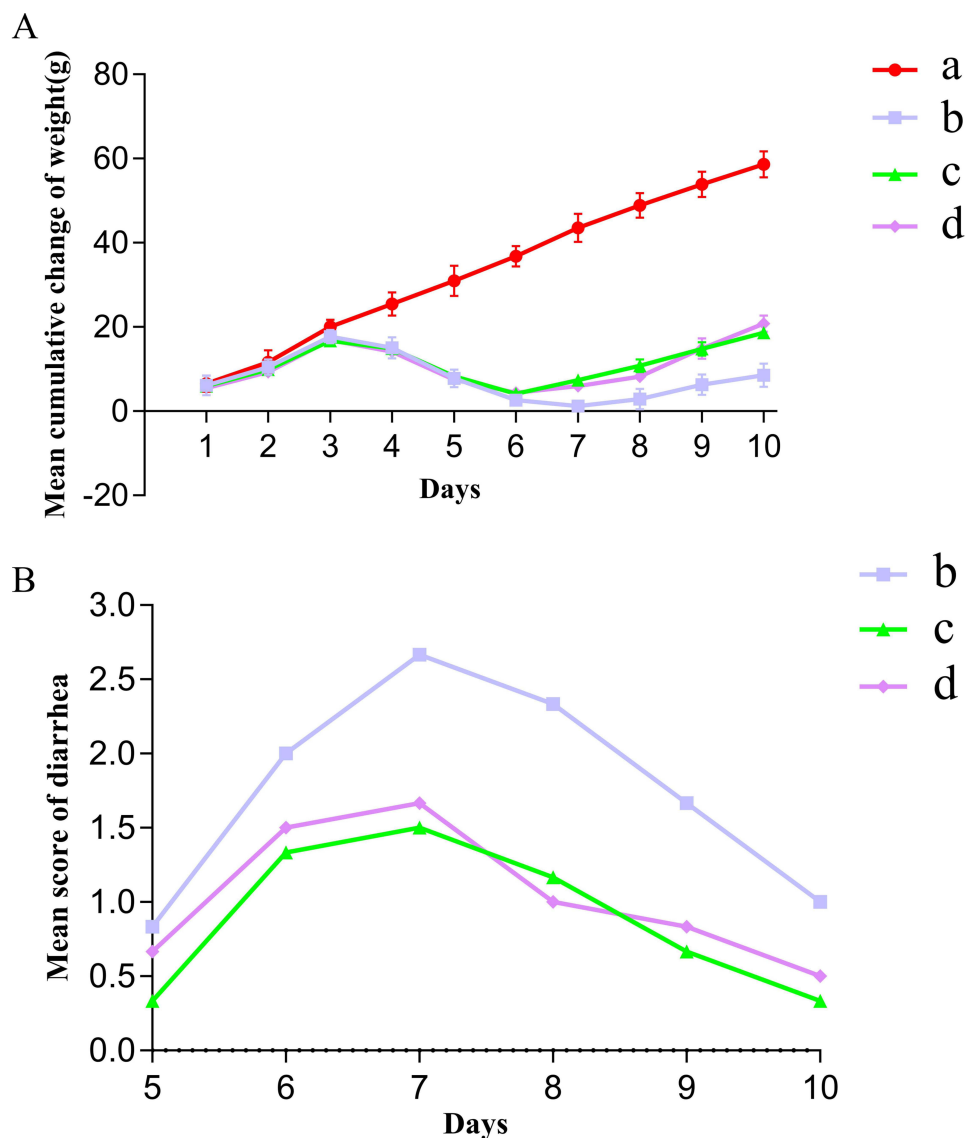 A
Mean cumulative change of weight(g)
80
60
40
20
0
-20
1 2 3 4 5 6 7 8 9 10
Days
a
b
c
d
B
Mean score of diarrhea
3.0
2.5
2.0
1.5
1.0
0.5
0.0
5 6 7 8 9 10
Days
b
c
d